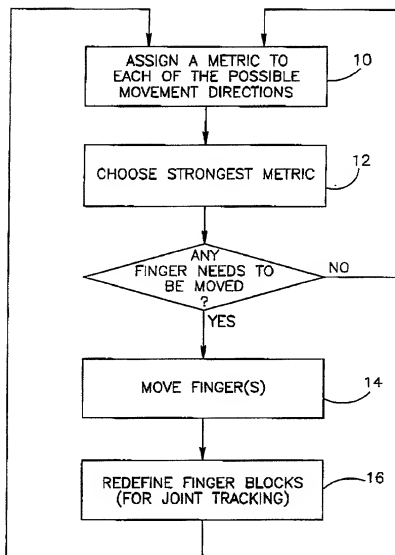 ASSIGN A METRIC TO
EACH OF THE POSSIBLE
MOVEMENT DIRECTIONS
10
CHOOSE STRONGEST METRIC
12
ANY
FINGER NEEDS TO
BE MOVED
?
NO
YES
MOVE FINGER(S)
14
REDEFINE FINGER BLOCKS
(FOR JOINT TRACKING)
16